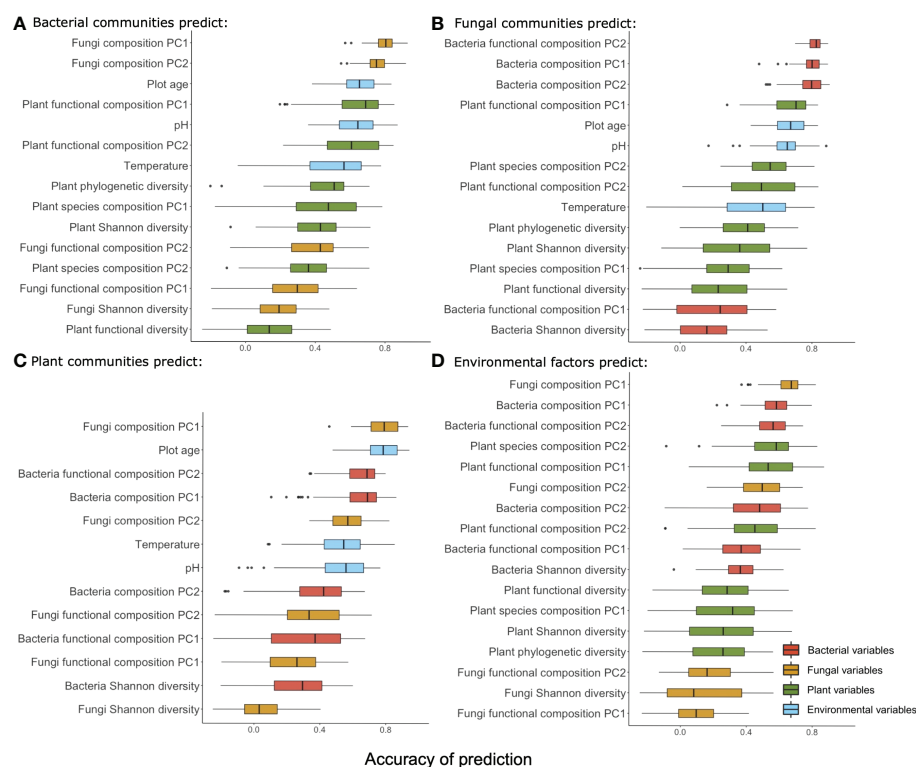 A Bacterial communities predict:
Fungi composition PC1
Fungi composition PC2
Plot age
Plant functional composition PC1
pH
Plant functional composition PC2
Temperature
Plant phylogenetic diversity
Plant species composition PC1
Plant Shannon diversity
Fungi functional composition PC2
Plant species composition PC2
Fungi functional composition PC1
Fungi Shannon diversity
Plant functional diversity
0.0 0.4 0.8
B Fungal communities predict:
Bacteria functional composition PC2
Bacteria composition PC1
Bacteria composition PC2
Plant functional composition PC1
Plot age
pH
Plant species composition PC2
Plant functional composition PC2
Temperature
Plant phylogenetic diversity
Plant Shannon diversity
Plant species composition PC1
Plant functional diversity
Bacteria functional composition PC1
Bacteria Shannon diversity
0.0 0.4 0.8
C Plant communities predict:
Fungi composition PC1
Plot age
Bacteria functional composition PC2
Bacteria composition PC1
Fungi composition PC2
Temperature
pH
Bacteria composition PC2
Fungi functional composition PC2
Bacteria functional composition PC1
Fungi functional composition PC1
Bacteria Shannon diversity
Fungi Shannon diversity
0.0 0.4 0.8
D Environmental factors predict:
Fungi composition PC1
Bacteria composition PC1
Bacteria functional composition PC2
Plant species composition PC2
Plant functional composition PC1
Fungi composition PC2
Bacteria composition PC2
Plant functional composition PC2
Bacteria functional composition PC1
Bacteria Shannon diversity
Plant functional diversity
Plant species composition PC1
Plant Shannon diversity
Plant phylogenetic diversity
Fungi functional composition PC2
Fungi Shannon diversity
Fungi functional composition PC1
0.0 0.4 0.8
Bacterial variables
Fungal variables
Plant variables
Environmental variables
Accuracy of prediction